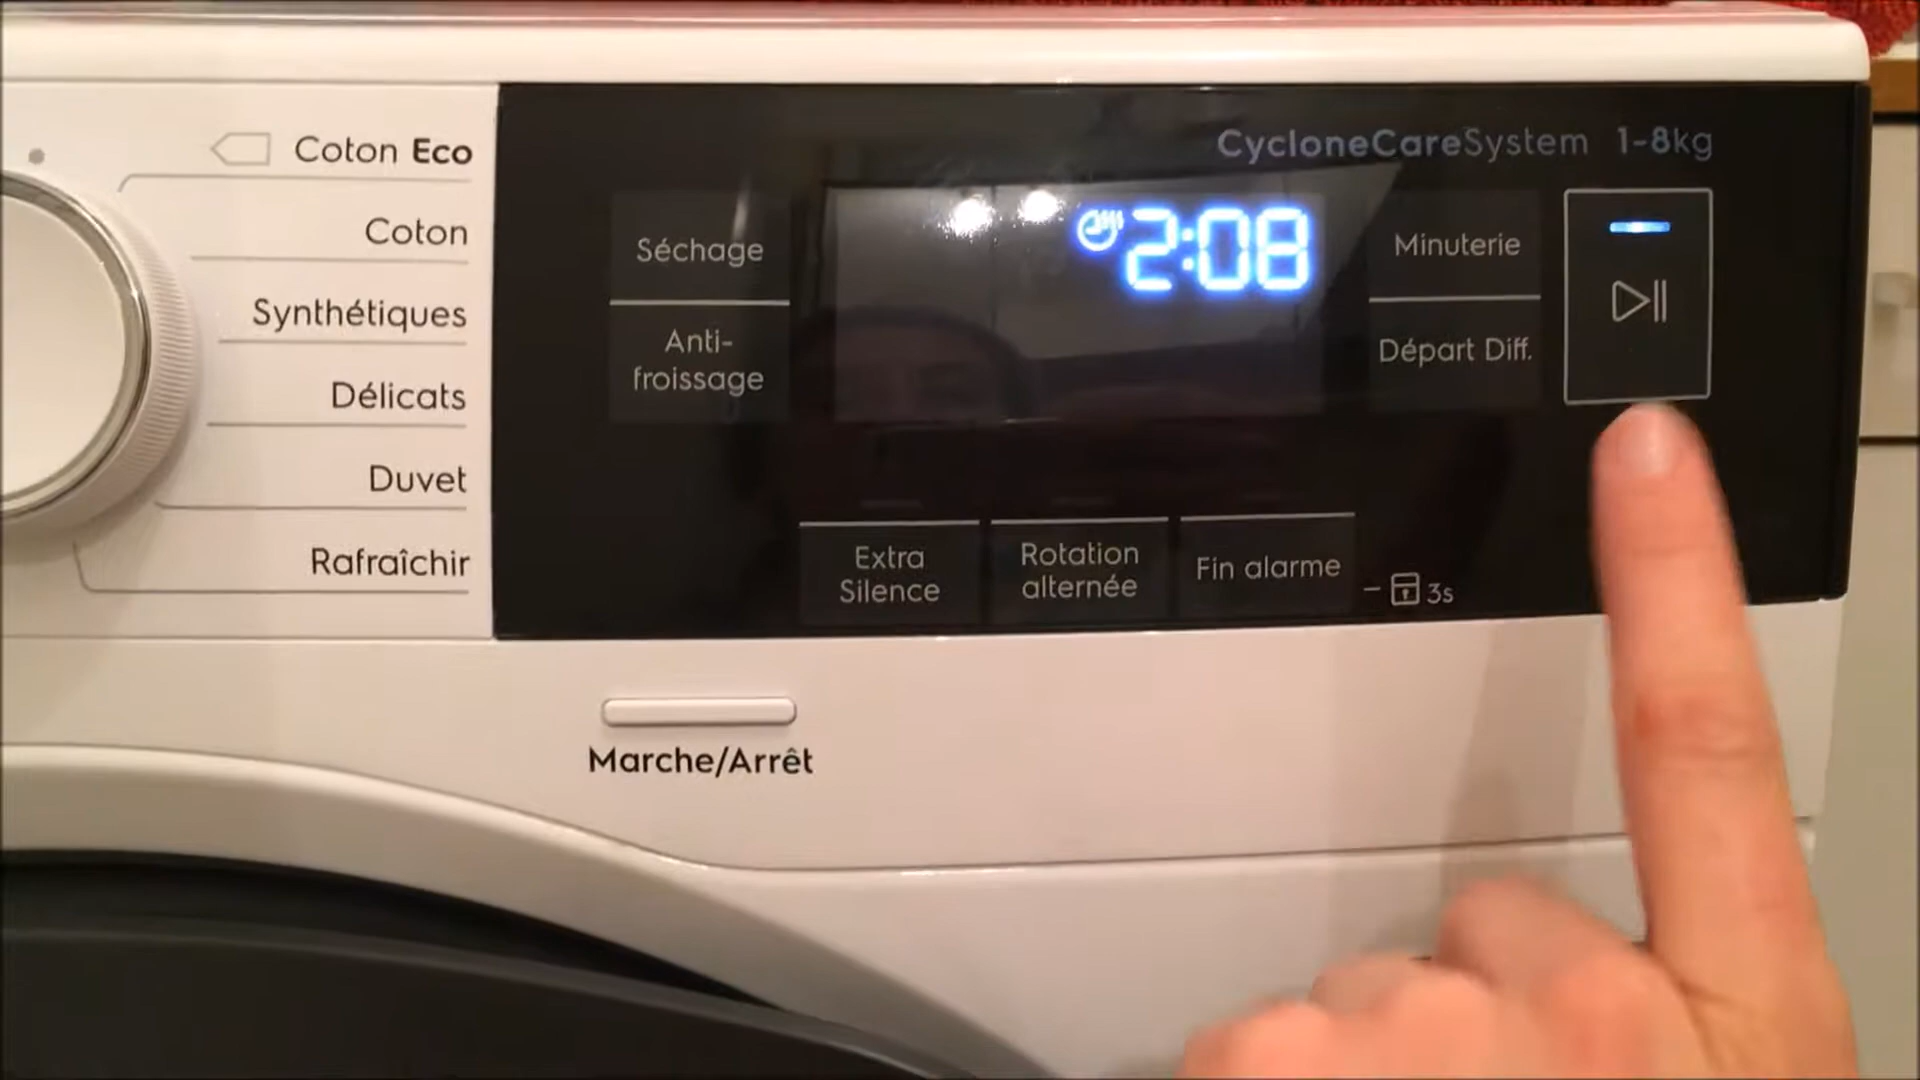 Coton Eco
Coton
Synthétiques
Délicats
Duvet
Rafraîchir
CycloneCareSystem 1-8kg
Séchage
Anti-
froissage
2:08
Minuterie
Départ Diff.
Extra
Silence
Rotation
alternée
Fin alarme
3s
Marche/Arrêt